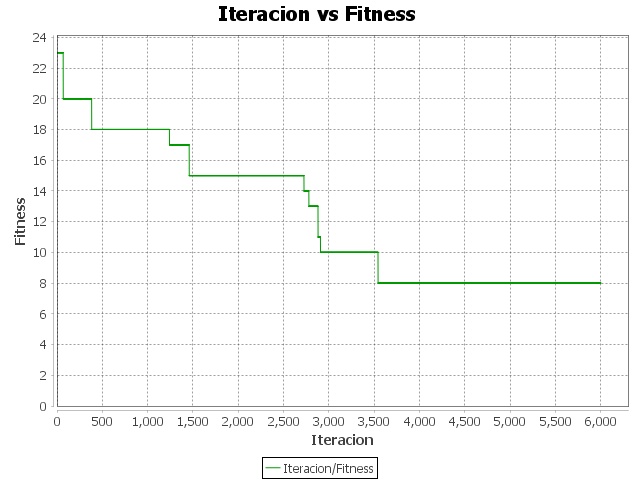 Iteracion vs Fitness
24
22
20
18
16
14
12
10
8
6
4
2
0
Fitness
0 500 1,000 1,500 2,000 2,500 3,000 3,500 4,000 4,500 5,000 5,500 6,000
Iteracion
Iteracion/Fitness